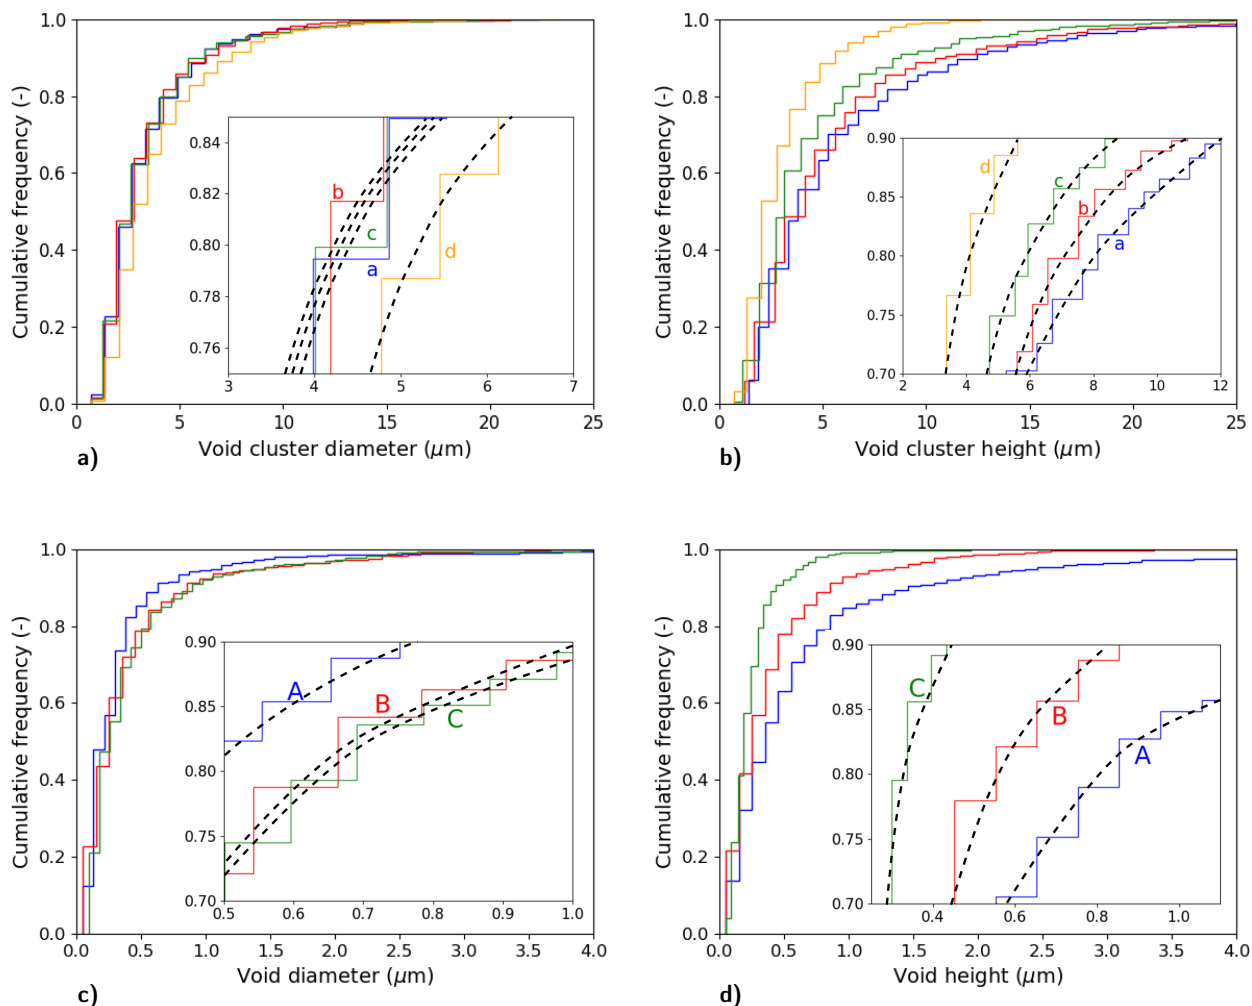 1.0
0.8
0.6
0.4
0.2
0.0
Cumulative frequency (-)
0.84
0.82
0.80
0.78
0.76
b
c
a
d
3 4 5 6 7
0 5 10 15 20 25
Void cluster diameter (μm)
a)
1.0
0.8
0.6
0.4
0.2
0.0
Cumulative frequency (-)
0.90
0.85
0.80
0.75
0.70
d
c
b
a
2 4 6 8 10 12
0 5 10 15 20 25
Void cluster height (μm)
b)
1.0
0.8
0.6
0.4
0.2
0.0
Cumulative frequency (-)
0.90
0.85
0.80
0.75
0.70
A
B
C
0.5 0.6 0.7 0.8 0.9 1.0
0.0 0.5 1.0 1.5 2.0 2.5 3.0 3.5 4.0
Void diameter (μm)
c)
1.0
0.8
0.6
0.4
0.2
0.0
Cumulative frequency (-)
0.90
0.85
0.80
0.75
0.70
C
B
A
0.4 0.6 0.8 1.0
0.0 0.5 1.0 1.5 2.0 2.5 3.0 3.5 4.0
Void height (μm)
d)